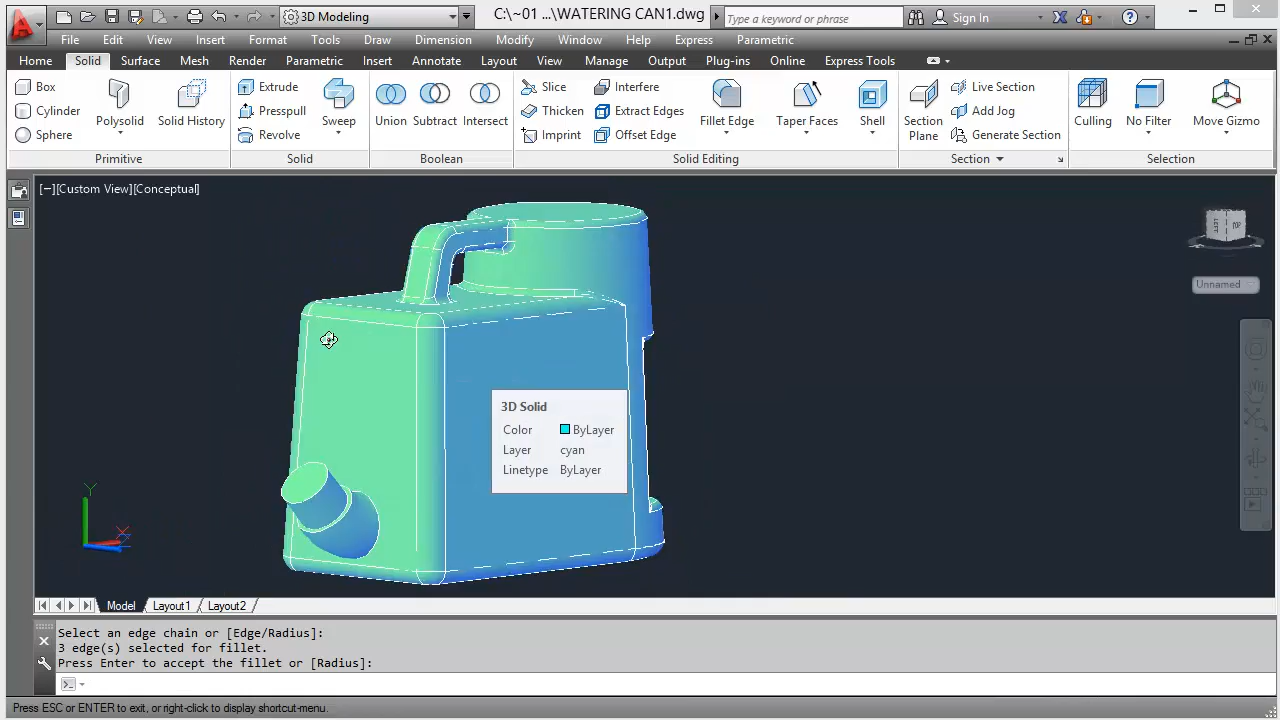 3D Modeling C:\~01 ...\WATERING CAN1.dwg Type a keyword or phrase Sign In
File Edit View Insert Format Tools Draw Dimension Modify Window Help Express Parametric
Home Solid Surface Mesh Render Parametric Insert Annotate Layout View Manage Output Plug-ins Online Express Tools
Box Extrude Slice Interfere Live Section
Cylinder Presspull Thicken Extract Edges Add Jog
Sphere Revolve Imprint Offset Edge Generate Section
Polysolid Solid History Sweep Union Subtract Intersect Fillet Edge Taper Faces Shell Section Plane Culling No Filter Move Gizmo
Primitive Solid Boolean Solid Editing Section Selection
[−][Custom View][Conceptual]
LEFT TOP
Unnamed
3D Solid
Color ByLayer
Layer cyan
Linetype ByLayer
Y
X
Model Layout1 Layout2
Select an edge chain or [Edge/Radius]:
3 edge(s) selected for fillet.
Press Enter to accept the fillet or [Radius]:
Press ESC or ENTER to exit, or right-click to display shortcut-menu.